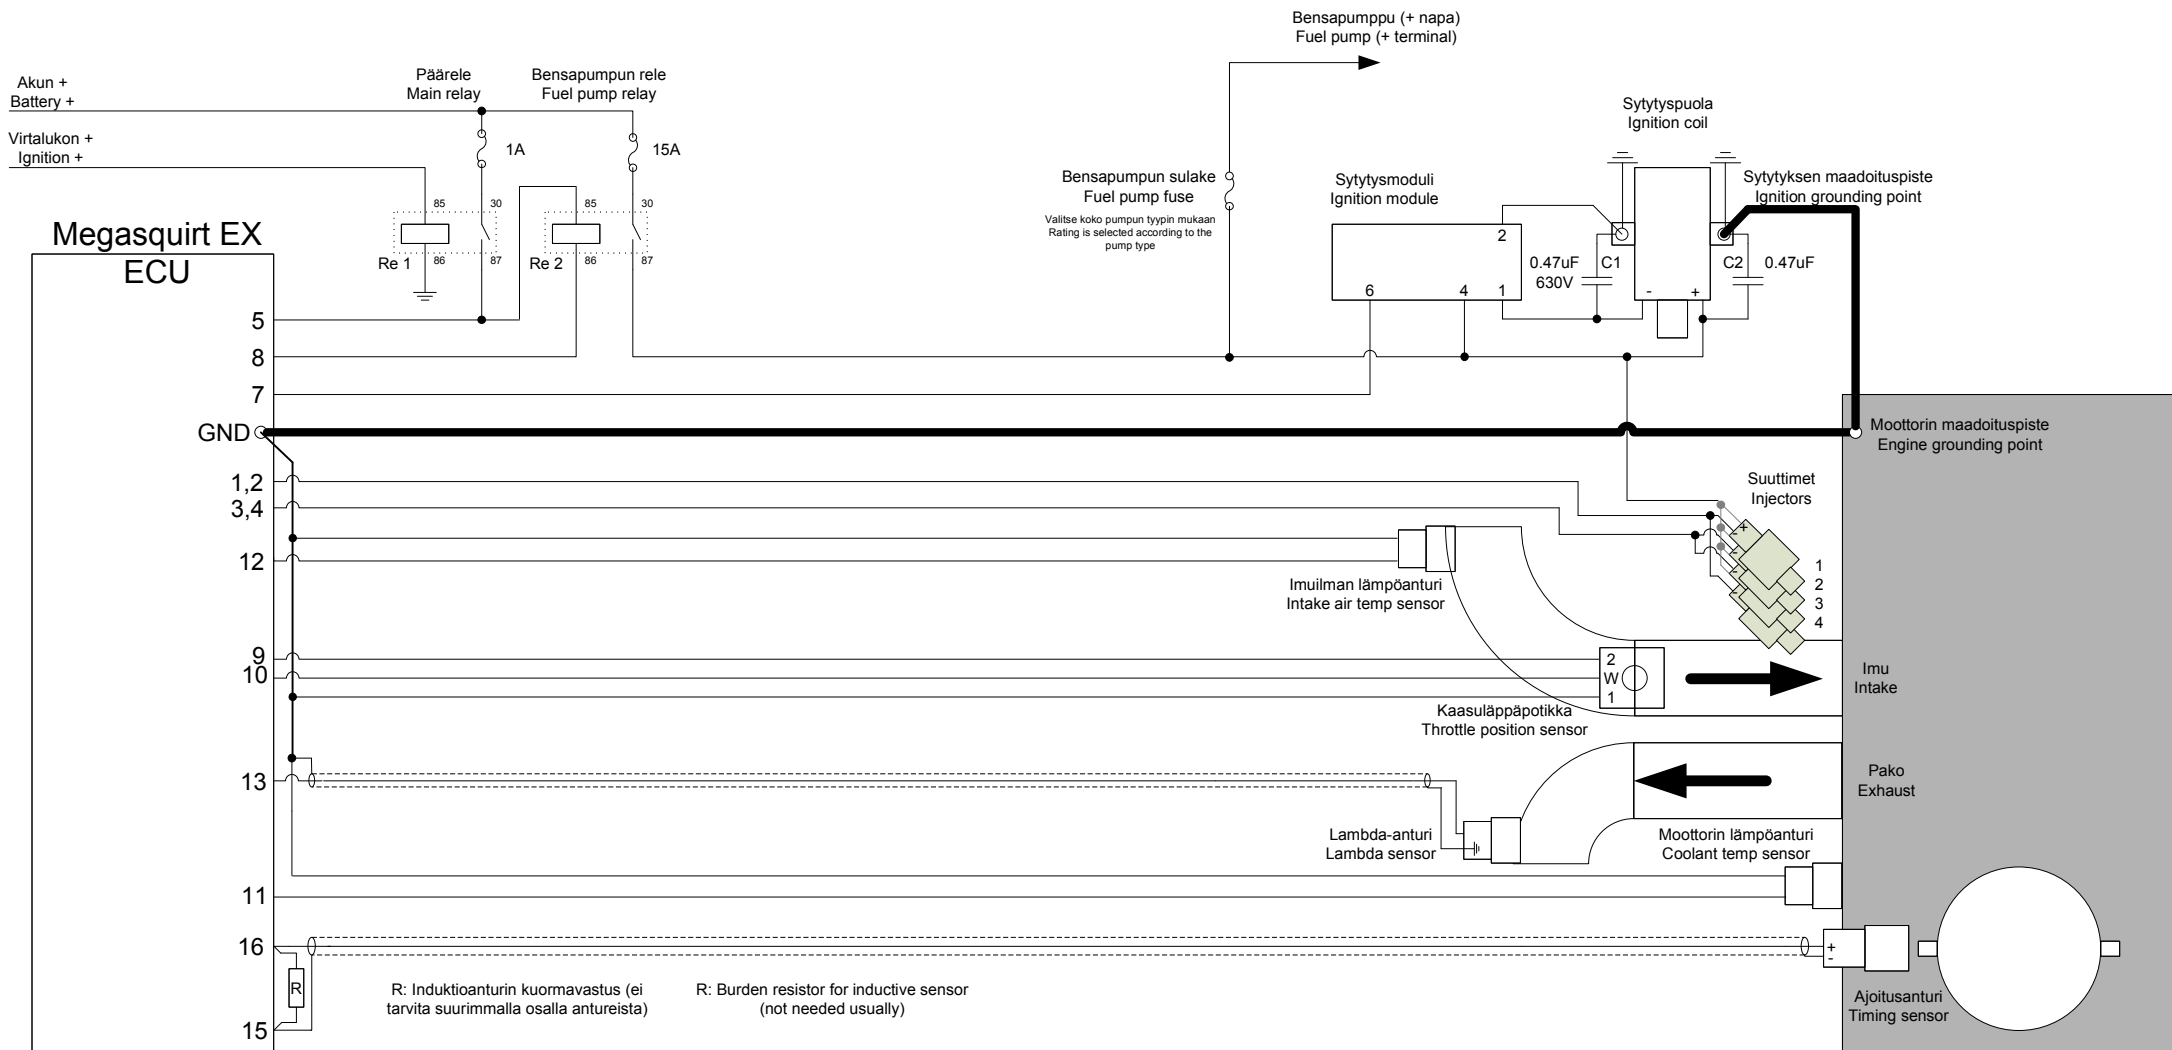 Bensapumppu (+ napa)
Fuel pump (+ terminal)
Akun +
Battery +
Päärele
Main relay
Bensapumpun rele
Fuel pump relay
Virtalukon +
Ignition +
1A
15A
Sytytyspuola
Ignition coil
Bensapumpun sulake
Fuel pump fuse
Valitse koko pumpun tyypin mukaan
Rating is selected according to the
pump type
Sytytysmoduli
Ignition module
Sytytyksen maadoituspiste
Ignition grounding point
85
30
85
30
Megasquirt EX
ECU
Re 1
86
87
Re 2
86
87
2
6
4
1
0.47uF
630V
C1
-
+
C2
0.47uF
5
8
7
GND
Moottorin maadoituspiste
Engine grounding point
1,2
3,4
Suuttimet
Injectors
+
-
-
-
-
1
2
3
4
12
Imuilman lämpöanturi
Intake air temp sensor
9
10
2
W
1
Imu
Intake
Kaasuläppäpotikka
Throttle position sensor
13
Pako
Exhaust
Lambda-anturi
Lambda sensor
Moottorin lämpöanturi
Coolant temp sensor
11
16
+
-
R
R: Induktioanturin kuormavastus (ei
tarvita suurimmalla osalla antureista)
R: Burden resistor for inductive sensor
(not needed usually)
Ajoitusanturi
Timing sensor
15